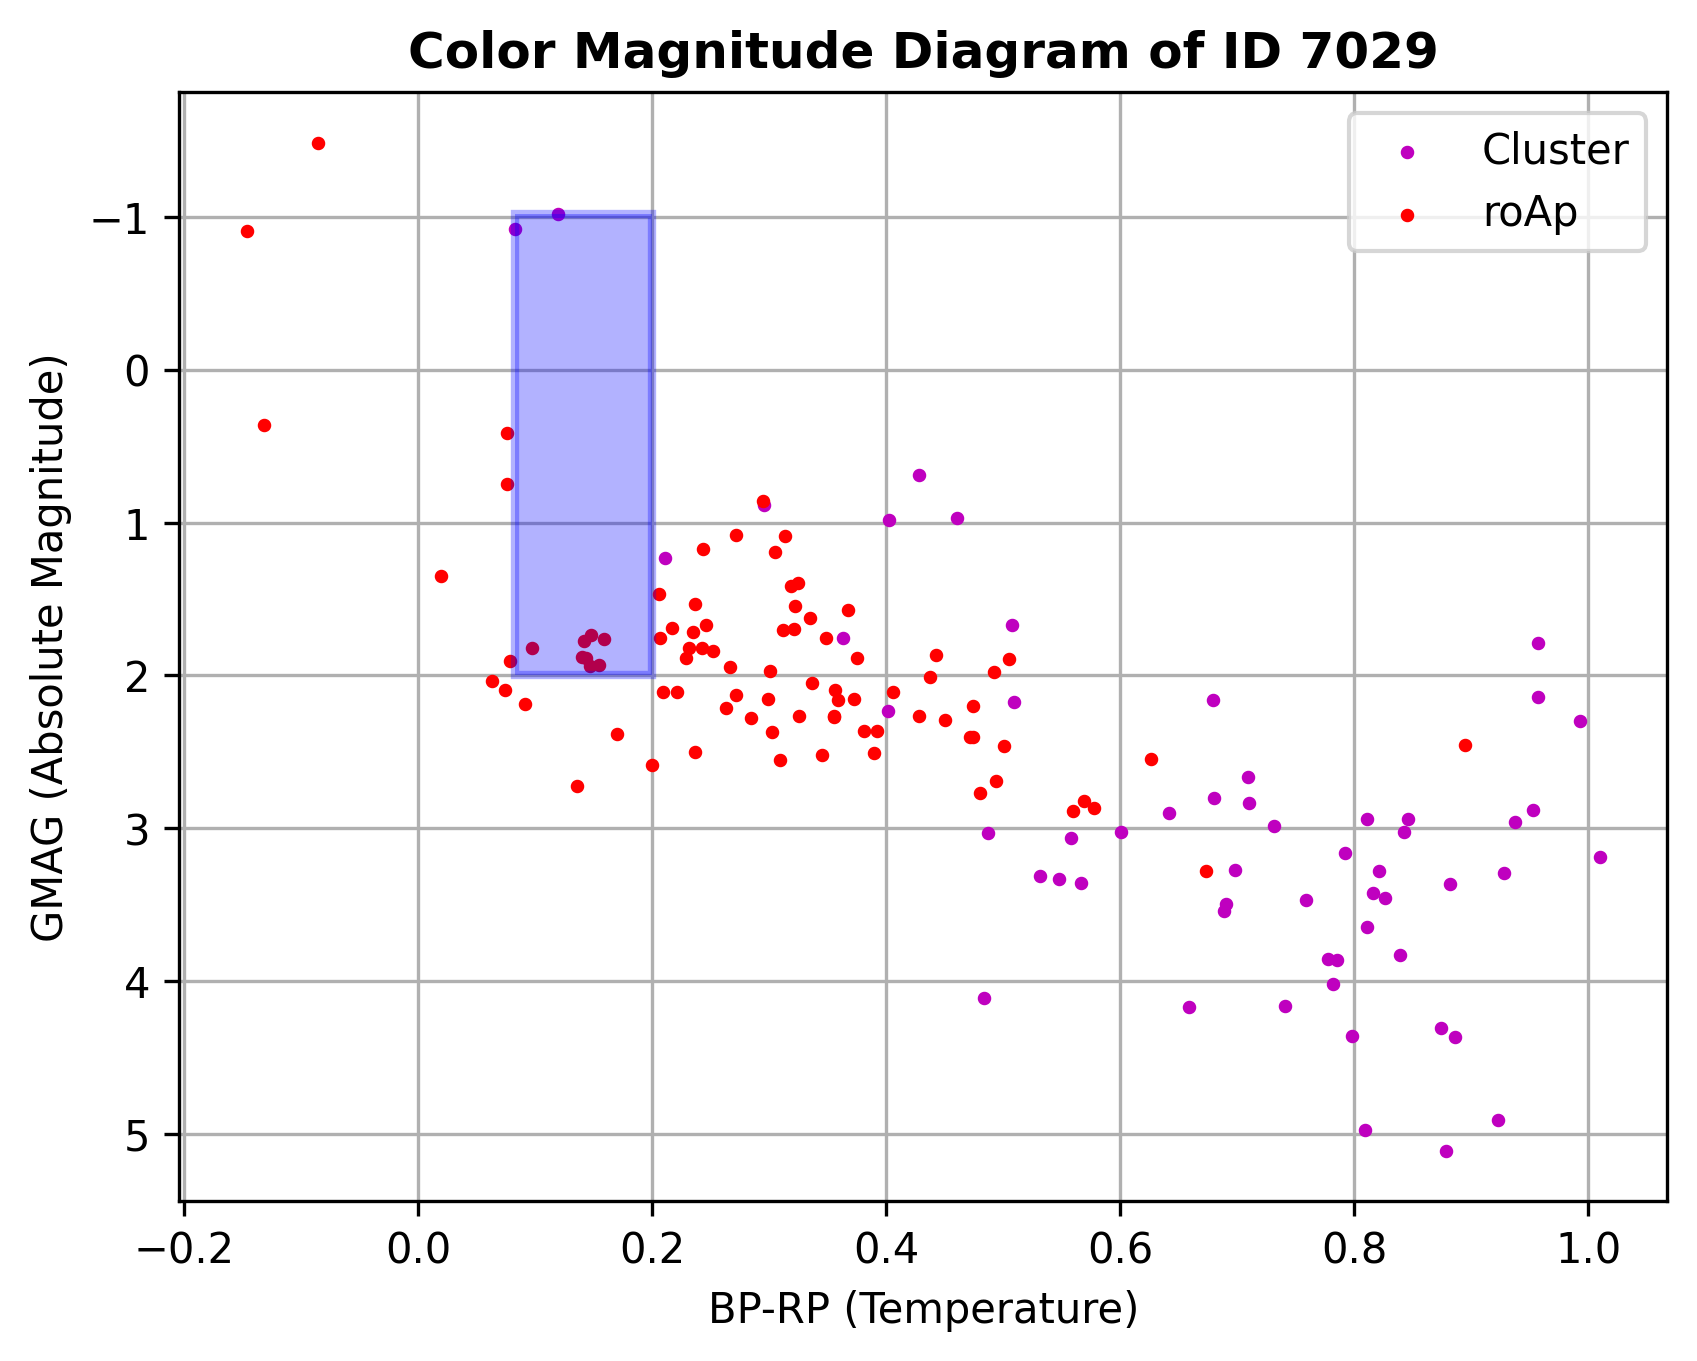 Color Magnitude Diagram of ID 7029
Cluster
roAp
−1
0
1
2
3
4
5
GMAG (Absolute Magnitude)
−0.2 0.0 0.2 0.4 0.6 0.8 1.0
BP-RP (Temperature)